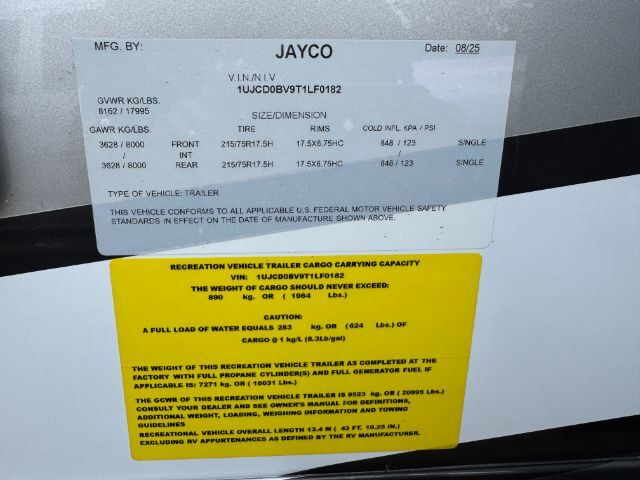 MFG. BY: JAYCO Date: 08/25
V.I.N./N.I.V
1UJCD0BV9T1LF0182
GVWR KG/LBS.
8162 / 17995
SIZE/DIMENSION
GAWR KG/LBS. TIRE RIMS COLD INFL. KPA / PSI
3628 / 8000 FRONT 215/75R17.5H 17.5X6.75HC 848 / 123 SINGLE
/ INT /
3628 / 8000 REAR 215/75R17.5H 17.5X6.75HC 848 / 123 SINGLE
TYPE OF VEHICLE: TRAILER
THIS VEHICLE CONFORMS TO ALL APPLICABLE U.S. FEDERAL MOTOR VEHICLE SAFETY
STANDARDS IN EFFECT ON THE DATE OF MANUFACTURE SHOWN ABOVE.
RECREATION VEHICLE TRAILER CARGO CARRYING CAPACITY
VIN: 1UJCD0BV9T1LF0182
THE WEIGHT OF CARGO SHOULD NEVER EXCEED:
890 kg. OR ( 1964 Lbs.)
CAUTION:
A FULL LOAD OF WATER EQUALS 283 kg. OR (624 Lbs.) OF
CARGO @ 1 kg/L (8.3Lb/gal)
THE WEIGHT OF THIS RECREATION VEHICLE TRAILER AS COMPLETED AT THE
FACTORY WITH FULL PROPANE CYLINDER(S) AND FULL GENERATOR FUEL IF
APPLICABLE IS: 7271 kg. OR ( 16031 Lbs.)
THE GCWR OF THIS RECREATION VEHICLE TRAILER IS 9523 kg. OR ( 20995 Lbs.)
CONSULT YOUR DEALER AND SEE OWNER'S MANUAL FOR DEFINITIONS,
ADDITIONAL WEIGHT, LOADING, WEIGHING INFORMATION AND TOWING
GUIDELINES
RECREATIONAL VEHICLE OVERALL LENGTH 13.4 M ( 43 FT. 10.25 IN.)
EXCLUDING RV APPURTENANCES AS DEFINED BY THE RV MANUFACTURER.